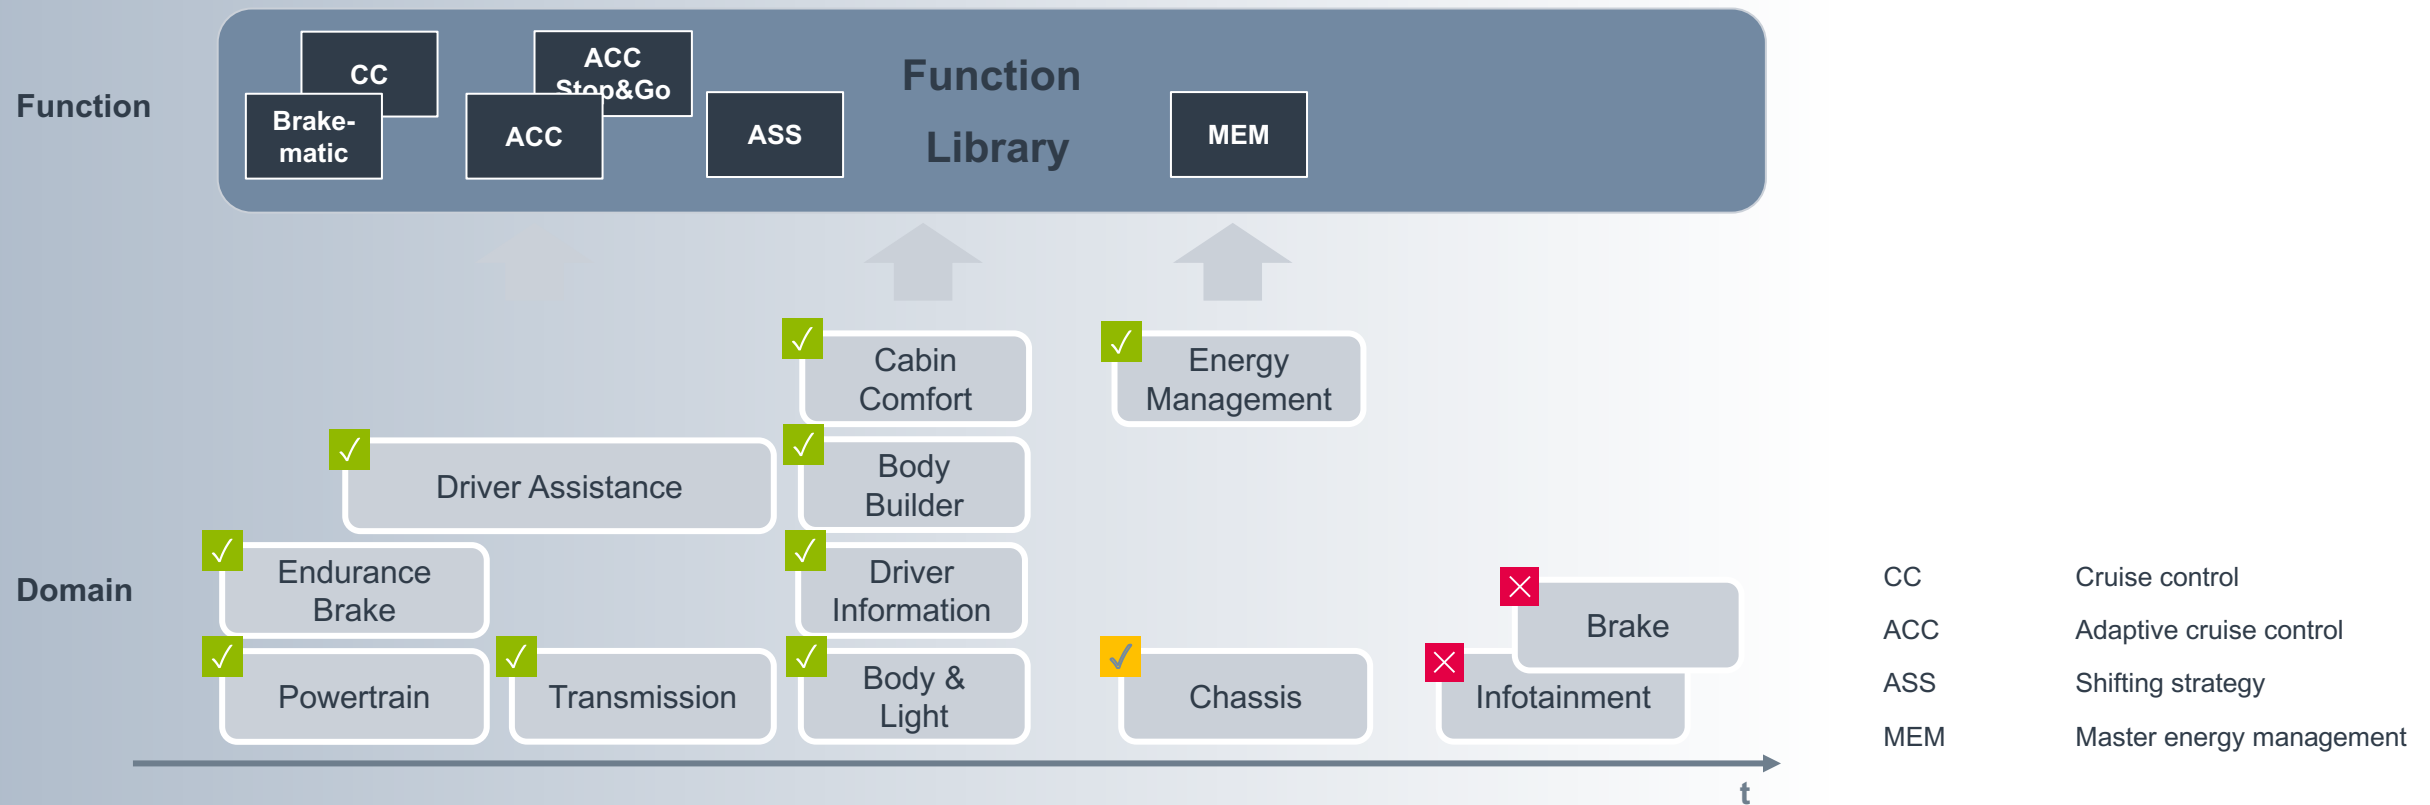 Function
CC
Brake-
matic
ACC
Stop&Go
ACC
ASS
Function
Library
MEM
Cabin
Comfort
Energy
Management
Driver Assistance
Body
Builder
Domain
Endurance
Brake
Driver
Information
Brake
Powertrain
Transmission
Body &
Light
Chassis
Infotainment
t
CC Cruise control
ACC Adaptive cruise control
ASS Shifting strategy
MEM Master energy management